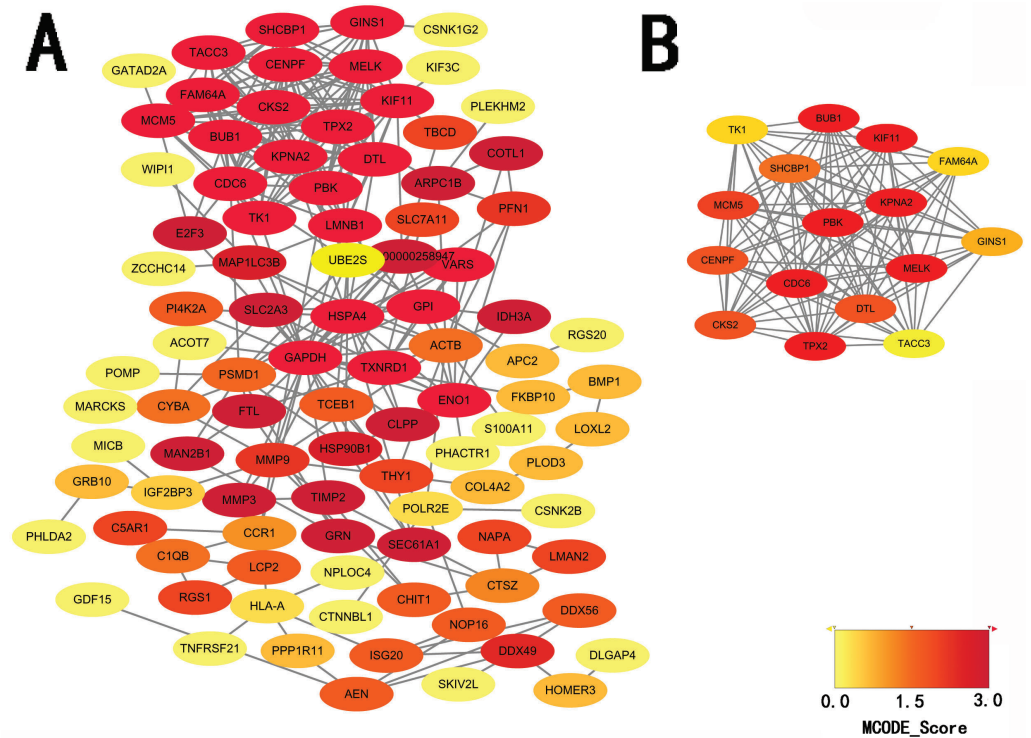 A
B
SHCBP1
GINS1
CSNK1G2
TACC3
CENPF
MELK
KIF3C
GATAD2A
FAM64A
CKS2
KIF11
PLEKHM2
MCM5
BUB1
TPX2
TBCD
COTL1
WIPI1
KPNA2
DTL
ARPC1B
CDC6
PBK
SLC7A11
PFN1
E2F3
TK1
LMNB1
ZCCHC14
MAP1LC3B
UBE2S
00000258947
VARS
PI4K2A
SLC2A3
HSPA4
GPI
IDH3A
ACOT7
ACTB
RGS20
POMP
PSMD1
GAPDH
TXNRD1
APC2
BMP1
MARCKS
CYBA
FTL
TCEB1
ENO1
FKBP10
MICB
MAN2B1
CLPP
S100A11
LOXL2
GRB10
IGF2BP3
MMP9
HSP90B1
PHACTR1
PLOD3
THY1
COL4A2
MMP3
TIMP2
POLR2E
CSNK2B
PHLDA2
C5AR1
CCR1
GRN
SEC61A1
NAPA
LMAN2
C1QB
LCP2
NPLOC4
CTSZ
GDF15
RGS1
HLA-A
CTNNBL1
CHIT1
DDX56
TNFRSF21
PPP1R11
ISG20
NOP16
DDX49
DLGAP4
AEN
SKIV2L
HOMER3
TK1
BUB1
KIF11
FAM64A
SHCBP1
MCM5
KPNA2
PBK
GINS1
CENPF
MELK
CDC6
DTL
CKS2
TPX2
TACC3
0.0 1.5 3.0
MCODE_Score